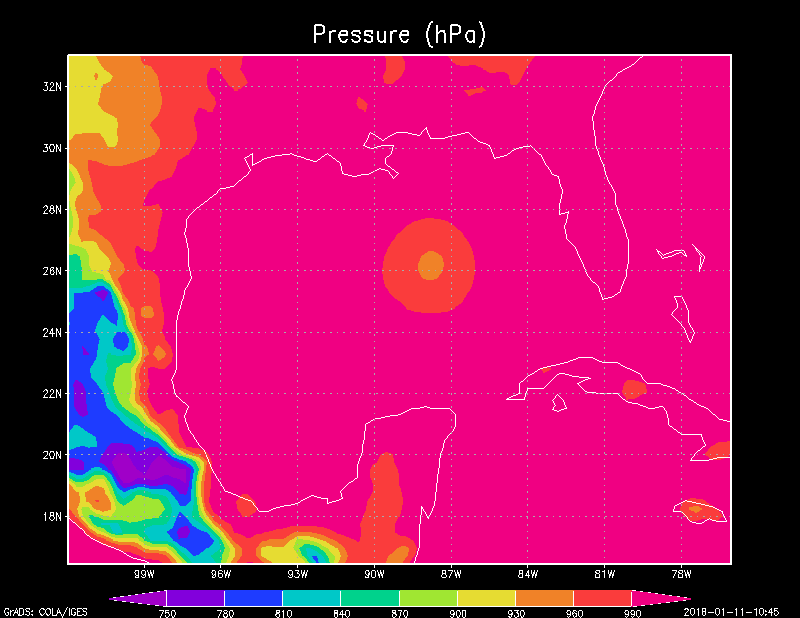 Pressure (hPa)
32N
30N
28N
26N
24N
22N
20N
18N
99W 96W 93W 90W 87W 84W 81W 78W
750 780 810 840 870 900 930 960 990
GrADS: COLA/IGES 2018-01-11-10:45